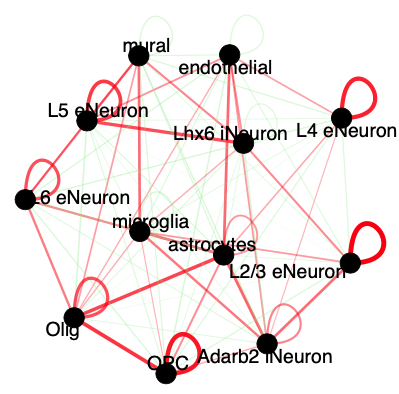 mural
endothelial
L5 eNeuron
Lhx6 iNeuron
L4 eNeuron
L6 eNeuron
microglia
astrocytes
L2/3 eNeuron
Olig
OPC
Adarb2 iNeuron